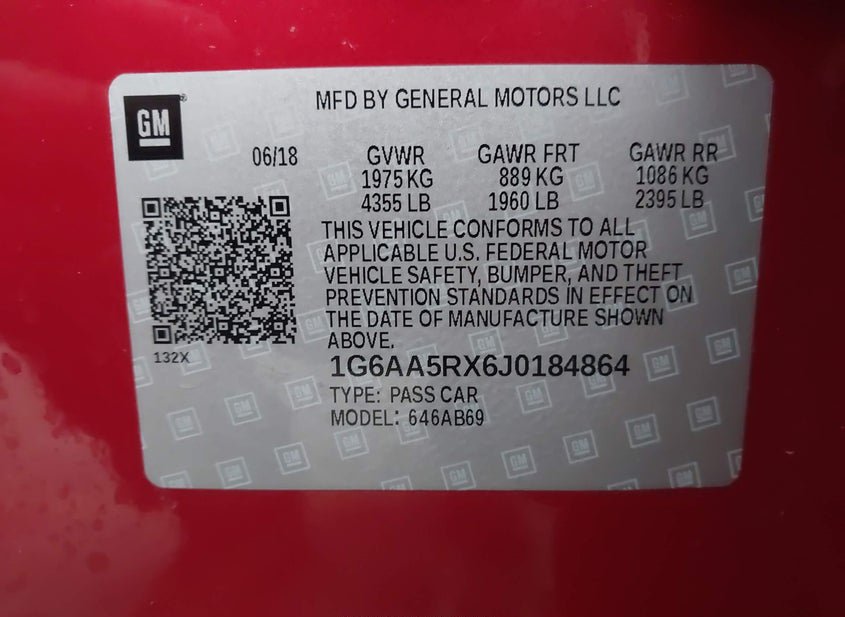 GM
MFD BY GENERAL MOTORS LLC
06/18 GVWR GAWR FRT GAWR RR
1975 KG 889 KG 1086 KG
4355 LB 1960 LB 2395 LB
THIS VEHICLE CONFORMS TO ALL
APPLICABLE U.S. FEDERAL MOTOR
VEHICLE SAFETY, BUMPER, AND THEFT
PREVENTION STANDARDS IN EFFECT ON
THE DATE OF MANUFACTURE SHOWN
ABOVE.
132X
1G6AA5RX6J0184864
TYPE: PASS CAR
MODEL: 646AB69